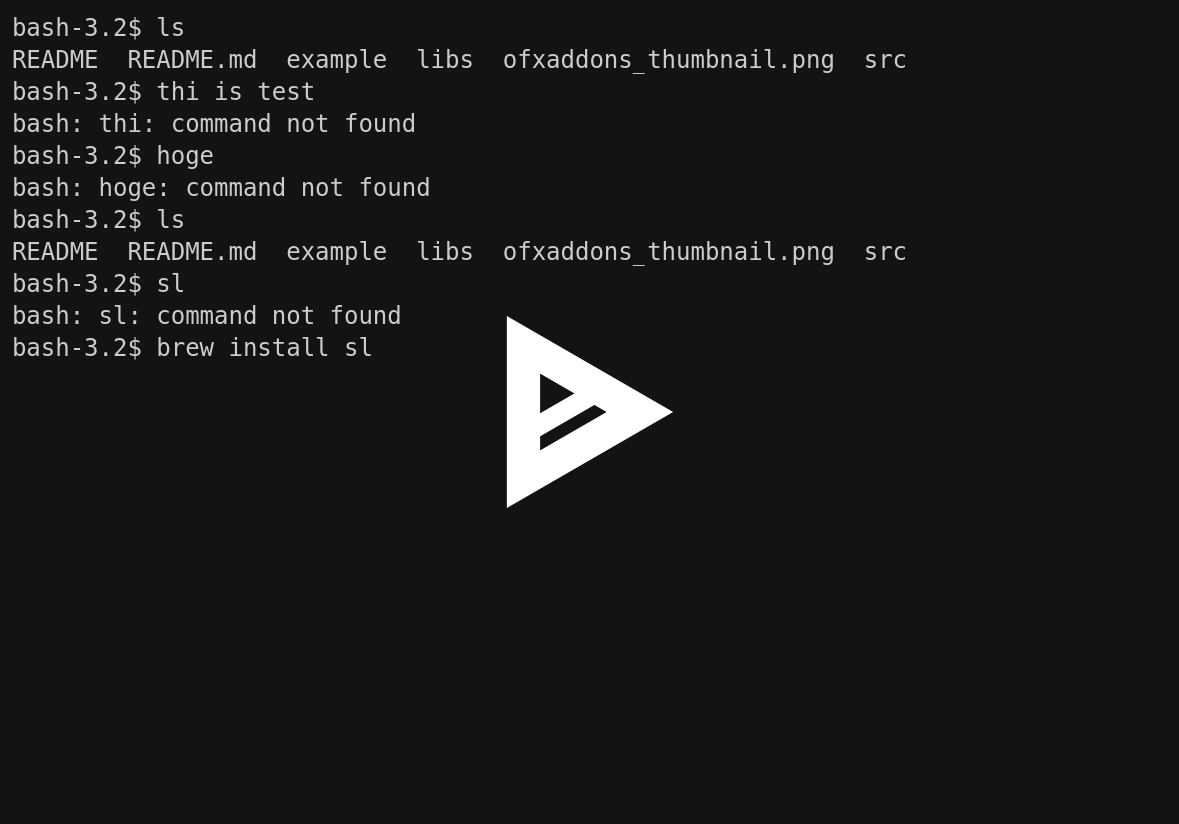 bash-3.2$ ls
README  README.md  example  libs  ofxaddons_thumbnail.png  src
bash-3.2$ thi is test
bash: thi: command not found
bash-3.2$ hoge
bash: hoge: command not found
bash-3.2$ ls
README  README.md  example  libs  ofxaddons_thumbnail.png  src
bash-3.2$ sl
bash: sl: command not found
bash-3.2$ brew install sl